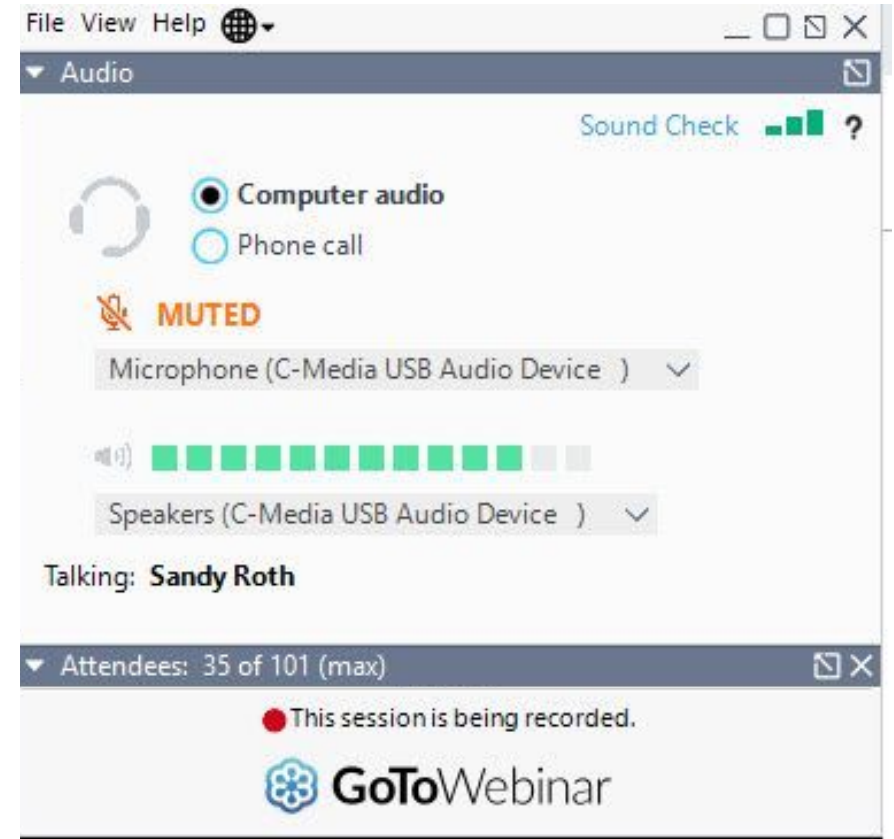 File View Help
Audio
Sound Check ?
Computer audio
Phone call
MUTED
Microphone (C-Media USB Audio Device )
Speakers (C-Media USB Audio Device )
Talking: Sandy Roth
Attendees: 35 of 101 (max)
This session is being recorded.
GoToWebinar